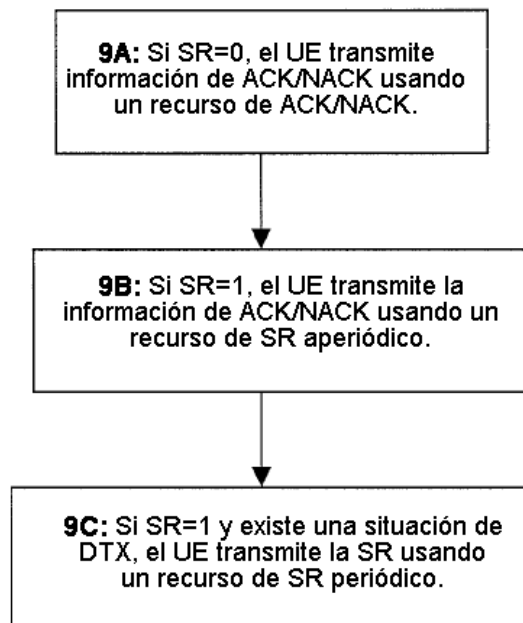 9A: Si SR=0, el UE transmite
información de ACK/NACK usando
un recurso de ACK/NACK.
9B: Si SR=1, el UE transmite la
información de ACK/NACK usando un
recurso de SR aperiódico.
9C: Si SR=1 y existe una situación de
DTX, el UE transmite la SR usando
un recurso de SR periódico.